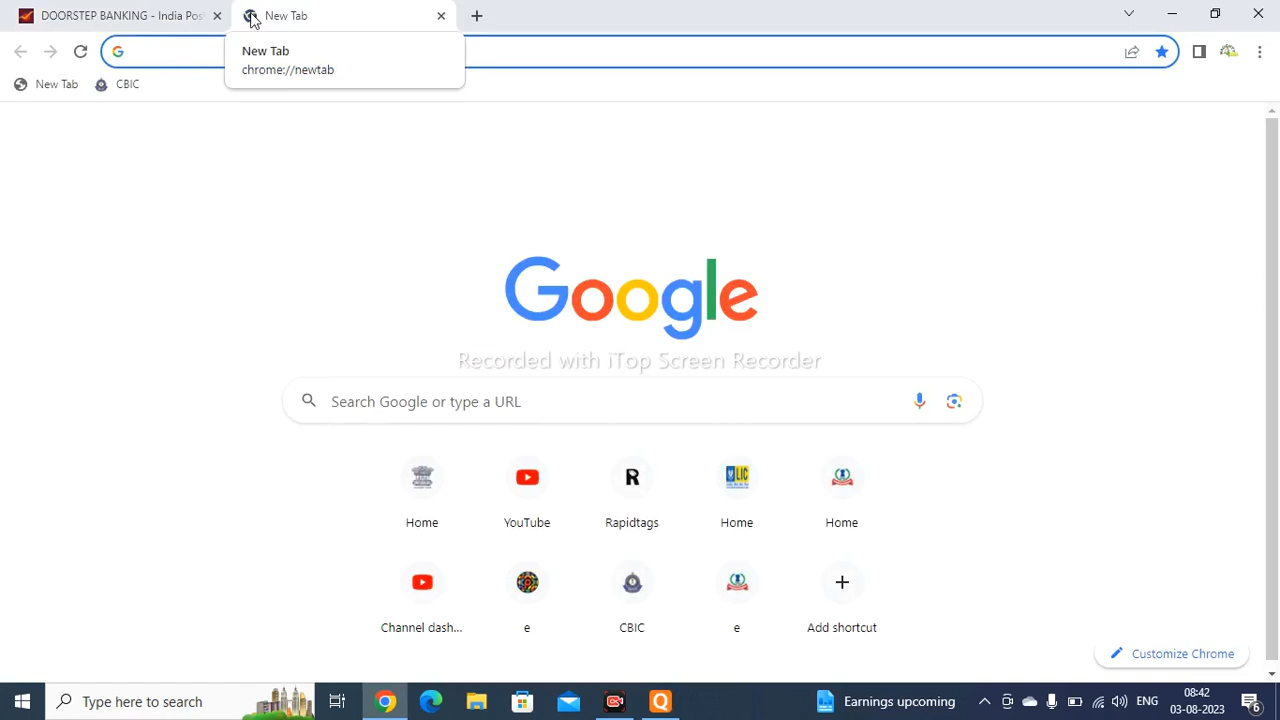 DOORSTEP BANKING - India Pos
New Tab
New Tab
chrome://newtab
New Tab
CBIC
Google
Recorded with iTop Screen Recorder
Search Google or type a URL
Home
YouTube
Rapidtags
LIC
Home
Home
Channel dash...
e
CBIC
e
Add shortcut
Customize Chrome
Type here to search
Earnings upcoming
ENG
08:42
03-08-2023
6